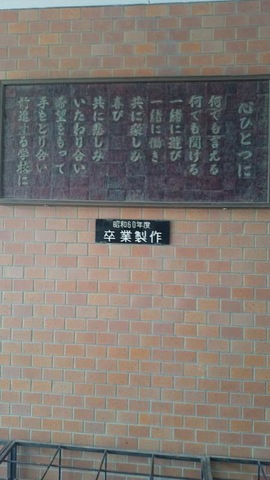 心ひとつに
何でも言える
何でも聞ける
一緒に遊び
一緒に働き
共に楽しみ
喜び
共に悲しみ
いたわり合い
希望をもって
手をとり合い
前進する学校に
昭和60年度
卒業製作